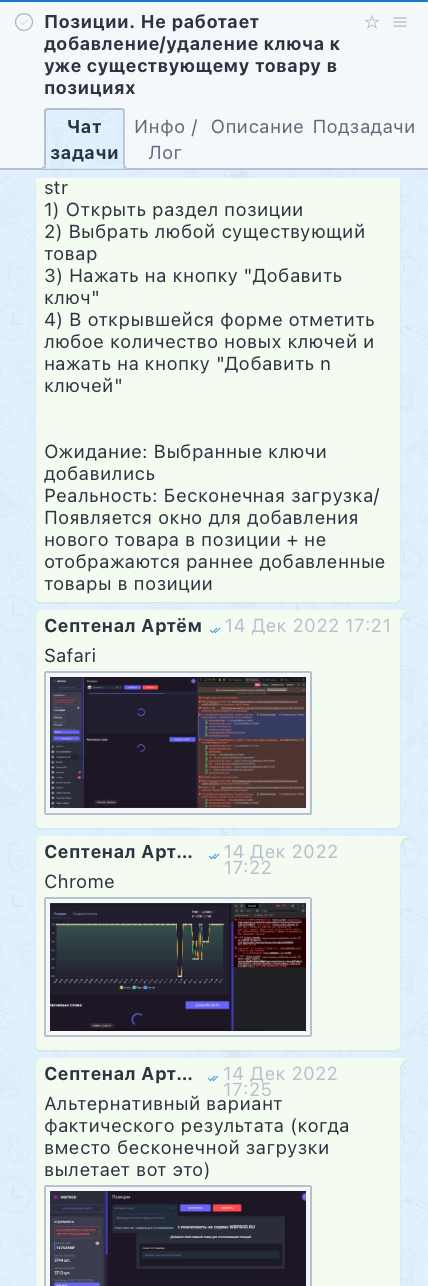 Позиции. Не работает
добавление/удаление ключа к
уже существующему товару в
позициях
Чат
задачи
Инфо /
Лог
Описание
Подзадачи
str
1) Открыть раздел позиции
2) Выбрать любой существующий
товар
3) Нажать на кнопку "Добавить
ключ"
4) В открывшейся форме отметить
любое количество новых ключей и
нажать на кнопку "Добавить n
ключей"
Ожидание: Выбранные ключи
добавились
Реальность: Бесконечная загрузка/
Появляется окно для добавления
нового товара в позиции + не
отображаются раннее добавленные
товары в позиции
Септенал Артём 14 Дек 2022 17:21
Safari
Септенал Арт... 14 Дек 2022
17:22
Chrome
Септенал Арт... 14 Дек 2022
17:25
Альтернативный вариант
фактического результата (когда
вместо бесконечной загрузки
вылетает вот это)
WBPROD
Позиции